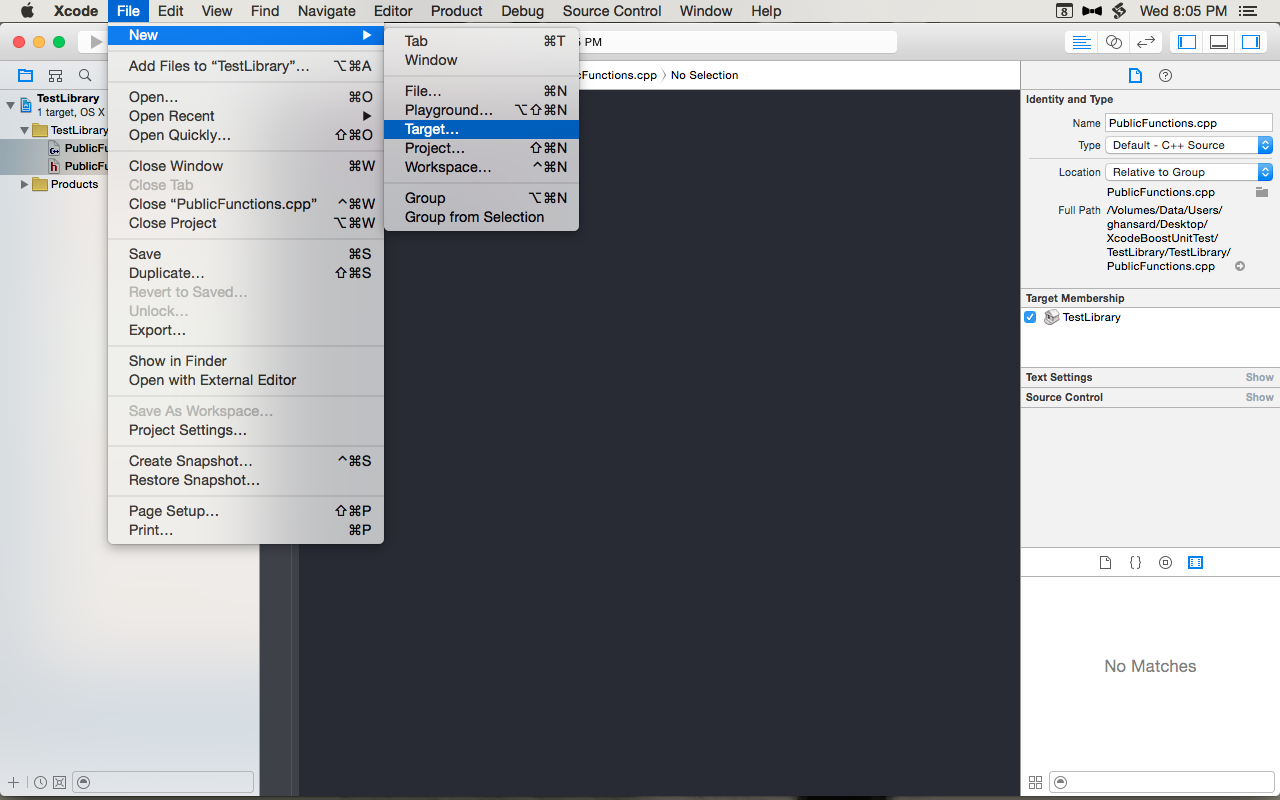 Xcode File Edit View Find Navigate Editor Product Debug Source Control Window Help 8 Wed 8:05 PM
New
Add Files to “TestLibrary”… ⌥⌘A
Open… ⌘O
Open Recent
Open Quickly… ⇧⌘O
Close Window ⌘W
Close Tab
Close “PublicFunctions.cpp” ^⌘W
Close Project ⌥⌘W
Save ⌘S
Duplicate… ⇧⌘S
Revert to Saved…
Unlock…
Export…
Show in Finder
Open with External Editor
Save As Workspace…
Project Settings…
Create Snapshot… ^⌘S
Restore Snapshot…
Page Setup… ⇧⌘P
Print… ⌘P
Tab ⌘T
Window
File… ⌘N
Playground… ⌥⇧⌘N
Target…
Project… ⇧⌘N
Workspace… ^⌘N
Group ⌥⌘N
Group from Selection
PM
cFunctions.cpp 〉 No Selection
TestLibrary
1 target, OS X
TestLibrary
PublicFu
PublicFu
Products
Identity and Type
Name PublicFunctions.cpp
Type Default - C++ Source
Location Relative to Group
PublicFunctions.cpp
Full Path /Volumes/Data/Users/
ghansard/Desktop/
XcodeBoostUnitTest/
TestLibrary/TestLibrary/
PublicFunctions.cpp
Target Membership
TestLibrary
Text Settings Show
Source Control Show
{ }
No Matches